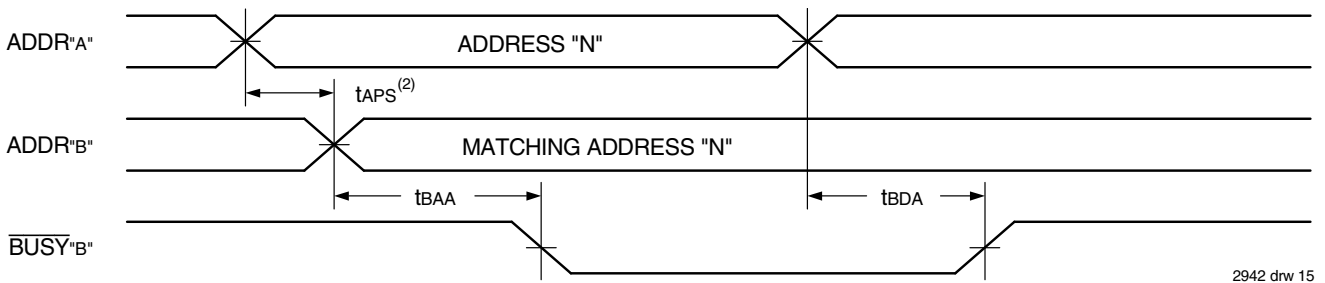 ADDR"A"
ADDRESS "N"
tAPS(2)
ADDR"B"
MATCHING ADDRESS "N"
tBAA
tBDA
BUSY"B"
2942 drw 15